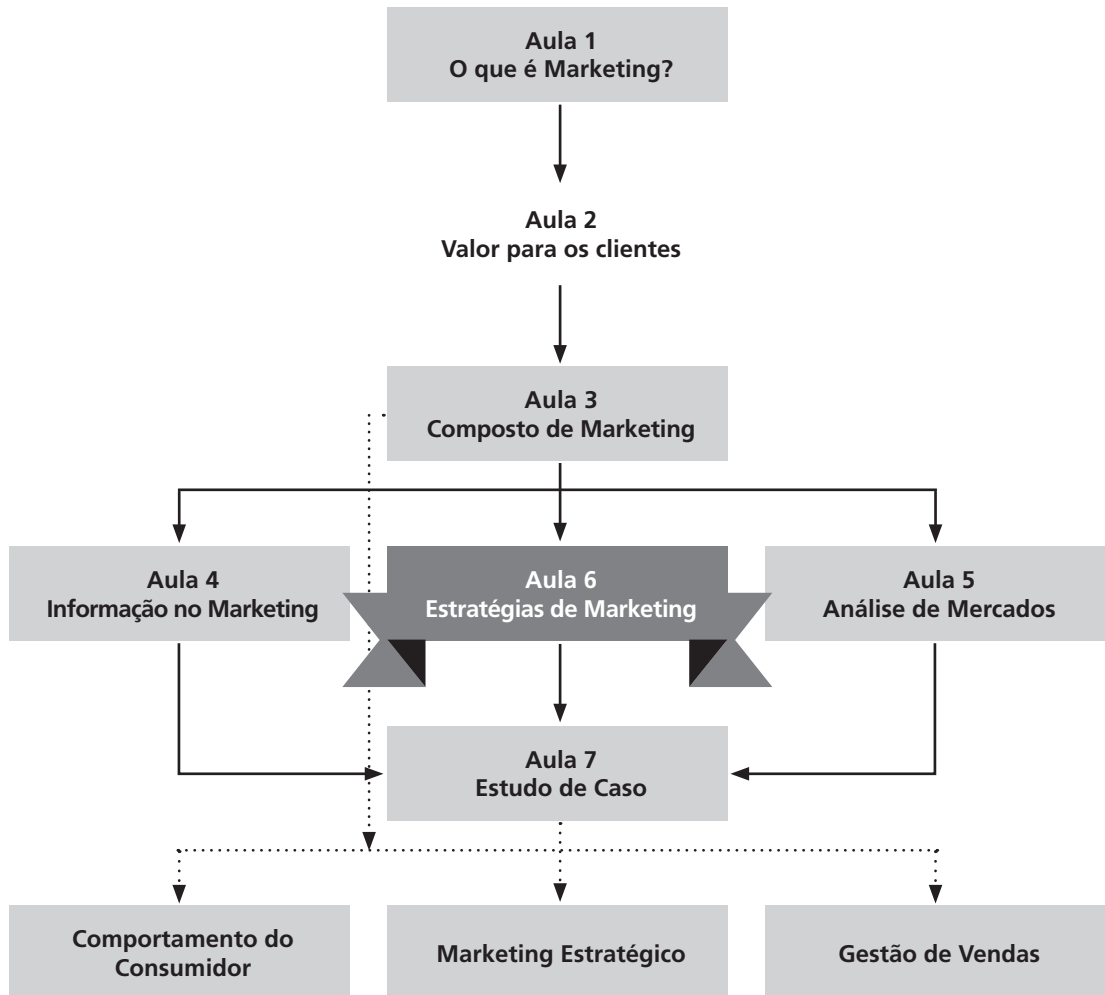 Aula 1
O que é Marketing?
Aula 2
Valor para os clientes
Aula 3
Composto de Marketing
Aula 4
Informação no Marketing
Aula 6
Estratégias de Marketing
Aula 5
Análise de Mercados
Aula 7
Estudo de Caso
Comportamento do
Consumidor
Marketing Estratégico
Gestão de Vendas